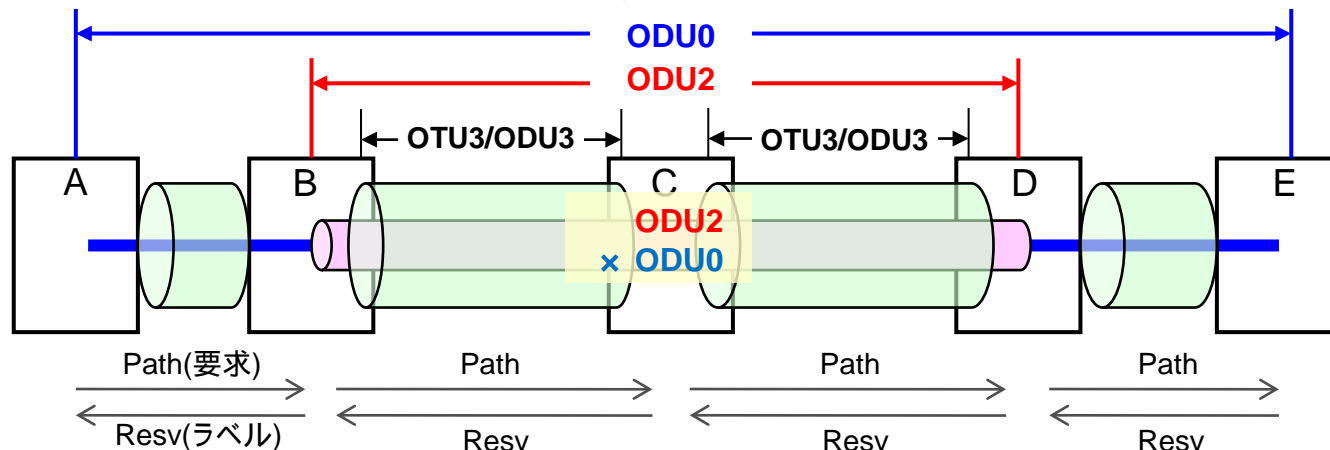 ODU0
ODU2
OTU3/ODU3
OTU3/ODU3
A
B
C
D
E
ODU2
× ODU0
Path(要求)
Path
Path
Path
Resv(ラベル)
Resv
Resv
Resv